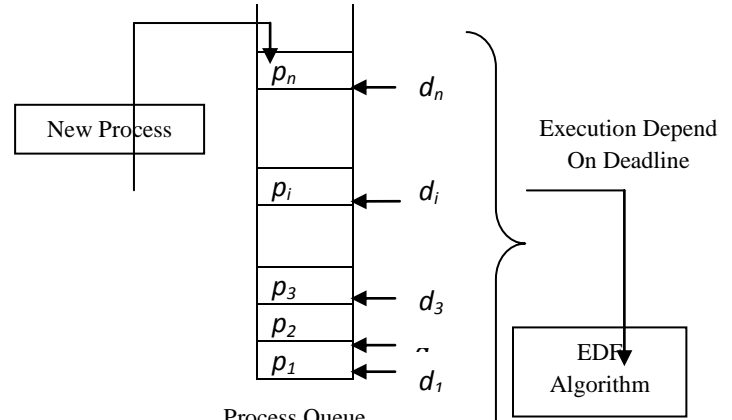 pn
dn
New Process
Execution Depend
On Deadline
pi
di
p3
d3
p2
p1
d1
EDF
Algorithm
Process Queue